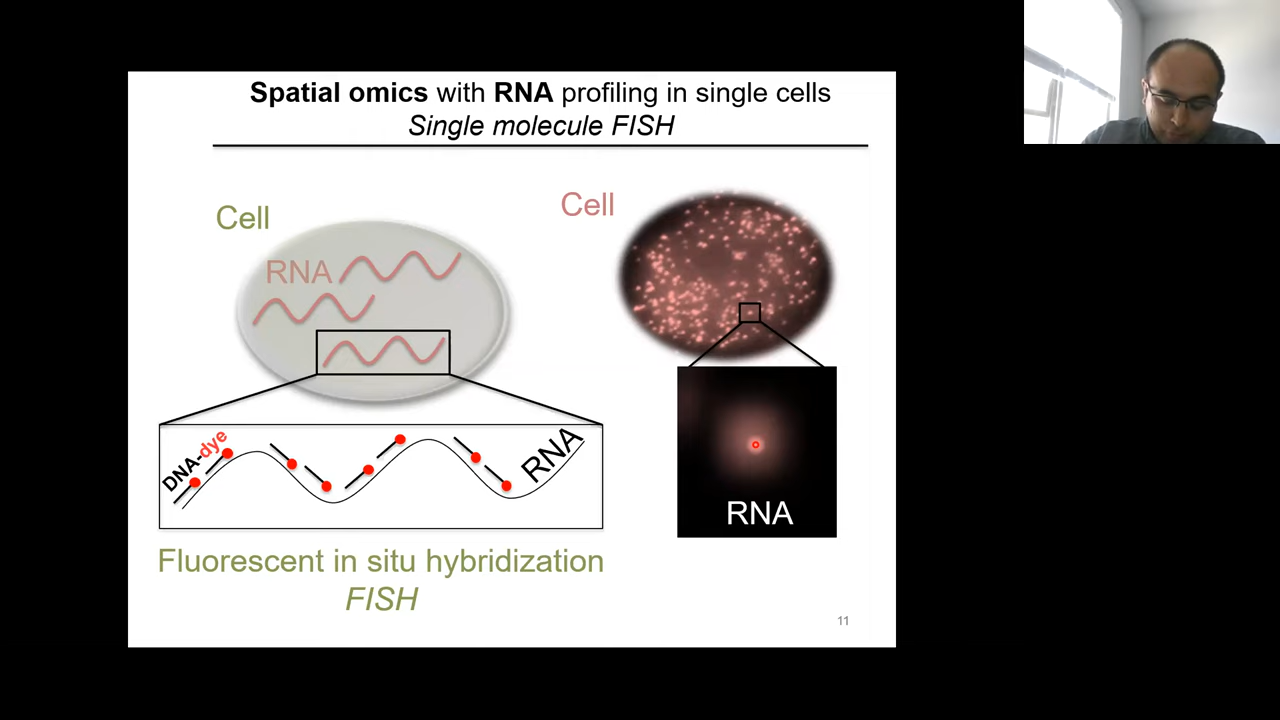 Spatial omics with RNA profiling in single cells
Single molecule FISH
Cell
RNA
DNA-dye
RNA
Fluorescent in situ hybridization
FISH
Cell
RNA
11